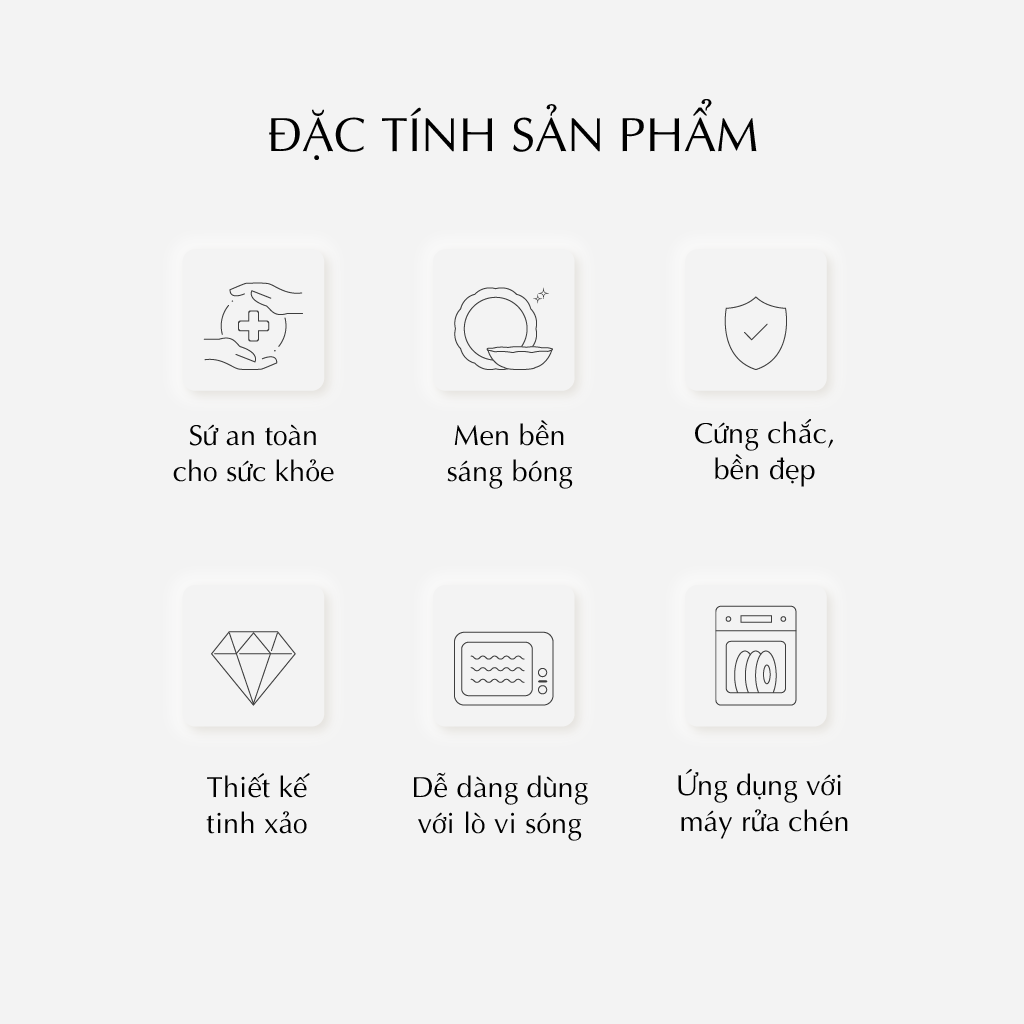 ĐẶC TÍNH SẢN PHẨM
Sứ an toàn
cho sức khỏe
Men bền
sáng bóng
Cứng chắc,
bền đẹp
Thiết kế
tinh xảo
Dễ dàng dùng
với lò vi sóng
Ứng dụng với
máy rửa chén